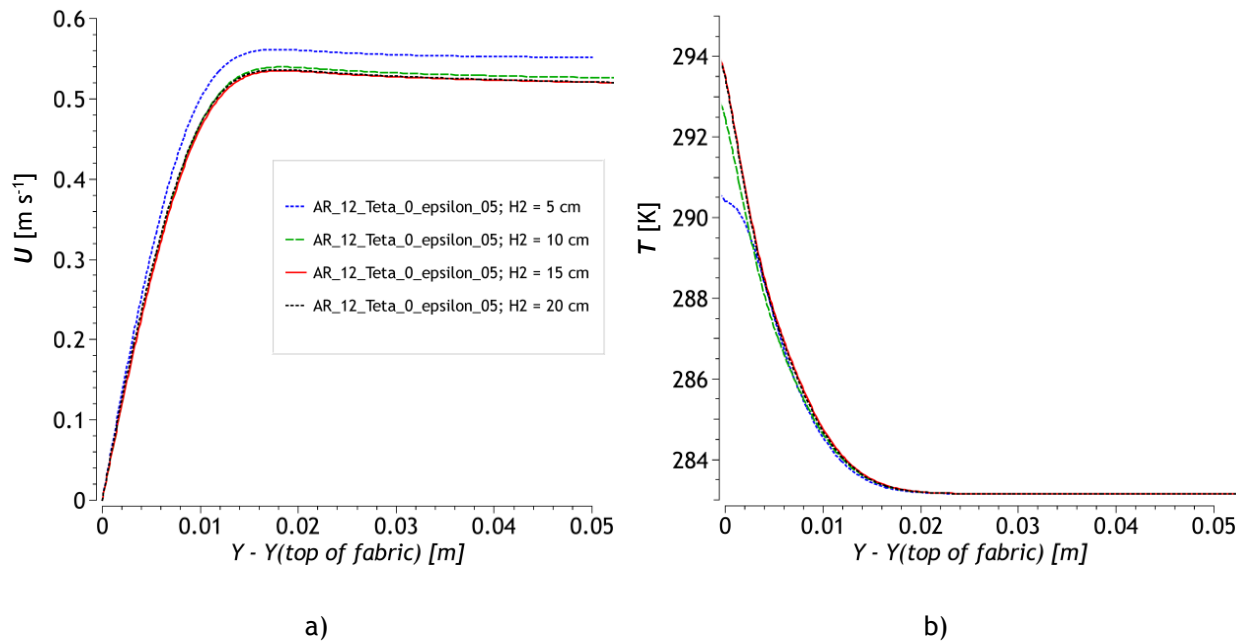 0.6
0.5
0.4
0.3
0.2
0.1
0
U [m s-1]
0
0.01
0.02
0.03
0.04
0.05
Y - Y(top of fabric) [m]
AR_12_Teta_0_epsilon_05; H2 = 5 cm
AR_12_Teta_0_epsilon_05; H2 = 10 cm
AR_12_Teta_0_epsilon_05; H2 = 15 cm
AR_12_Teta_0_epsilon_05; H2 = 20 cm
a)
294
292
290
288
286
284
T [K]
0
0.01
0.02
0.03
0.04
0.05
Y - Y(top of fabric) [m]
b)